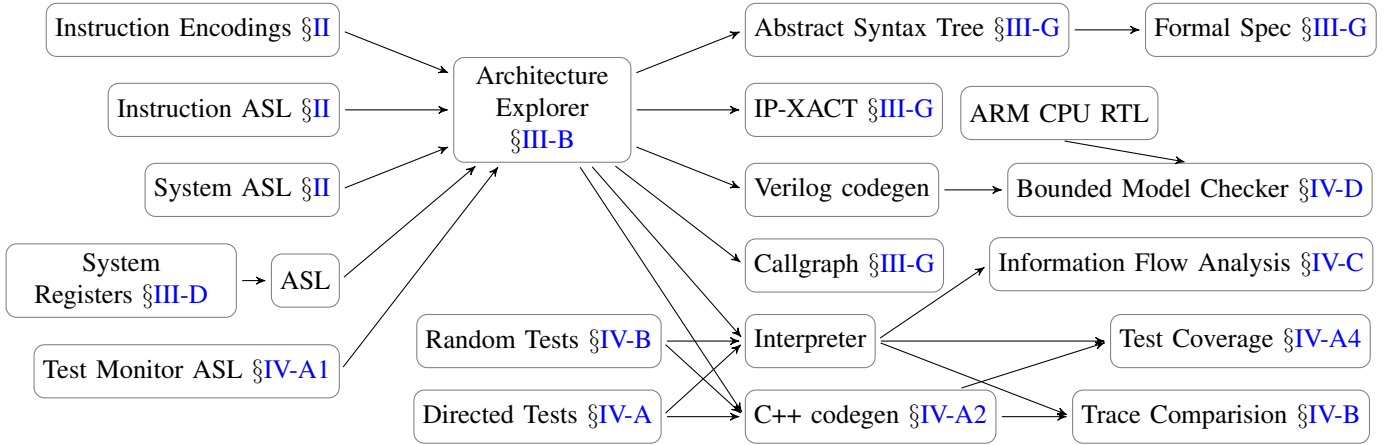 Instruction Encodings §II
Instruction ASL §II
System ASL §II
System
Registers §III-D
ASL
Test Monitor ASL §IV-A1
Architecture
Explorer
§III-B
Random Tests §IV-B
Directed Tests §IV-A
Abstract Syntax Tree §III-G
Formal Spec §III-G
IP-XACT §III-G
ARM CPU RTL
Verilog codegen
Bounded Model Checker §IV-D
Callgraph §III-G
Information Flow Analysis §IV-C
Interpreter
Test Coverage §IV-A4
C++ codegen §IV-A2
Trace Comparision §IV-B